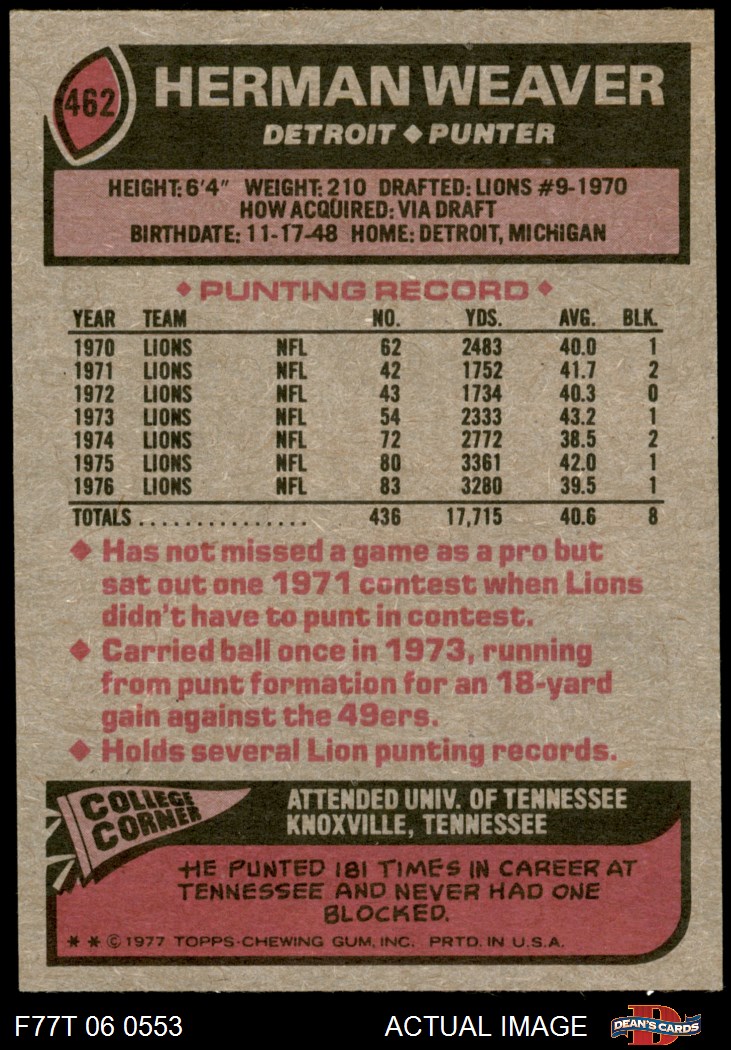 462
HERMAN WEAVER
DETROIT ◆ PUNTER
HEIGHT: 6'4" WEIGHT: 210 DRAFTED: LIONS #9-1970
HOW ACQUIRED: VIA DRAFT
BIRTHDATE: 11-17-48 HOME: DETROIT, MICHIGAN
◆ PUNTING RECORD ◆
YEAR TEAM NO. YDS. AVG. BLK.
1970 LIONS NFL 62 2483 40.0 1
1971 LIONS NFL 42 1752 41.7 2
1972 LIONS NFL 43 1734 40.3 0
1973 LIONS NFL 54 2333 43.2 1
1974 LIONS NFL 72 2772 38.5 2
1975 LIONS NFL 80 3361 42.0 1
1976 LIONS NFL 83 3280 39.5 1
TOTALS ................ 436 17,715 40.6 8
◆ Has not missed a game as a pro but
sat out one 1971 contest when Lions
didn't have to punt in contest.
◆ Carried ball once in 1973, running
from punt formation for an 18-yard
gain against the 49ers.
◆ Holds several Lion punting records.
COLLEGE
CORNER
ATTENDED UNIV. OF TENNESSEE
KNOXVILLE, TENNESSEE
HE PUNTED 181 TIMES IN CAREER AT
TENNESSEE AND NEVER HAD ONE
BLOCKED.
* * © 1977 TOPPS CHEWING GUM, INC. PRTD. IN U.S.A.
F77T 06 0553 ACTUAL IMAGE
D
DEAN'S CARDS